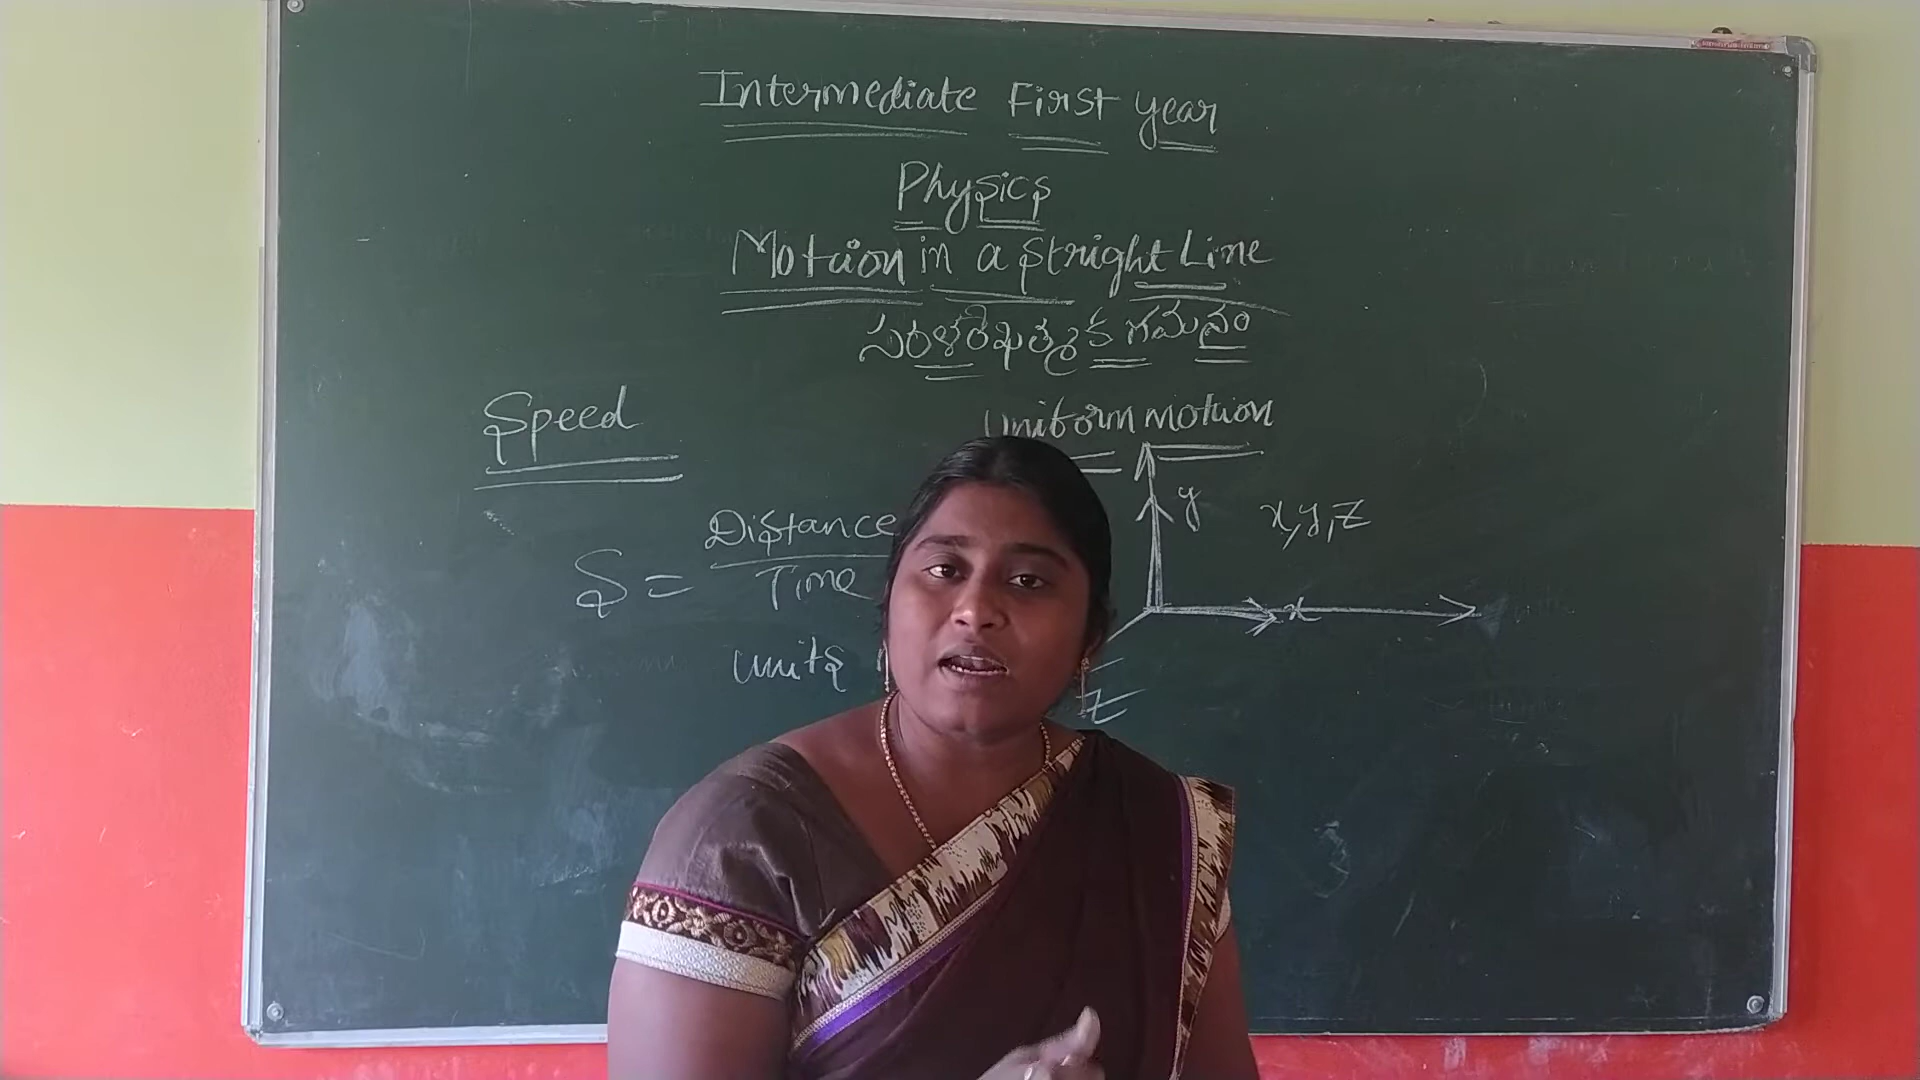 Intermediate First year
Physics
Motion in a stright Line
సరళరేఖాత్మక గమనం
Speed
Uniform motion
S = Distance
Time
units
y
x,y,z
x
z